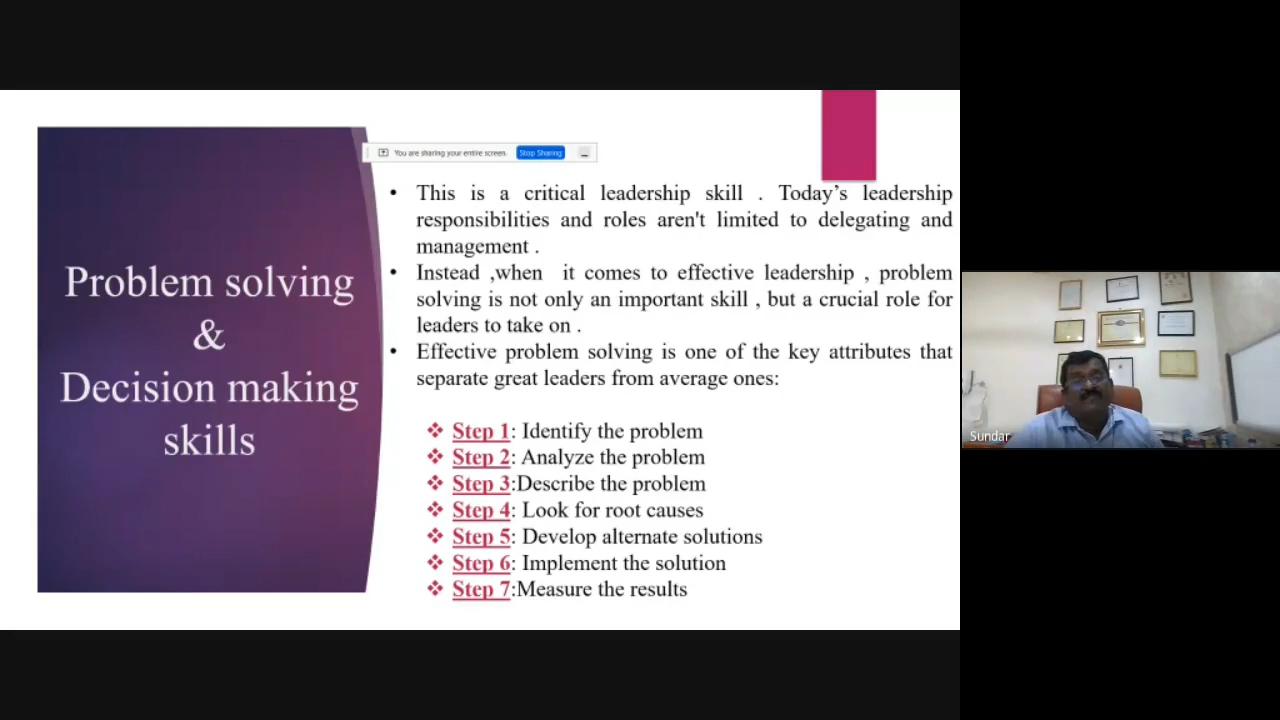 Problem solving
&
Decision making
skills
You are sharing your entire screen. Stop Sharing
• This is a critical leadership skill . Today’s leadership
responsibilities and roles aren't limited to delegating and
management .
• Instead ,when it comes to effective leadership , problem
solving is not only an important skill , but a crucial role for
leaders to take on .
• Effective problem solving is one of the key attributes that
separate great leaders from average ones:
❖ Step 1: Identify the problem
❖ Step 2: Analyze the problem
❖ Step 3:Describe the problem
❖ Step 4: Look for root causes
❖ Step 5: Develop alternate solutions
❖ Step 6: Implement the solution
❖ Step 7:Measure the results
Sundar